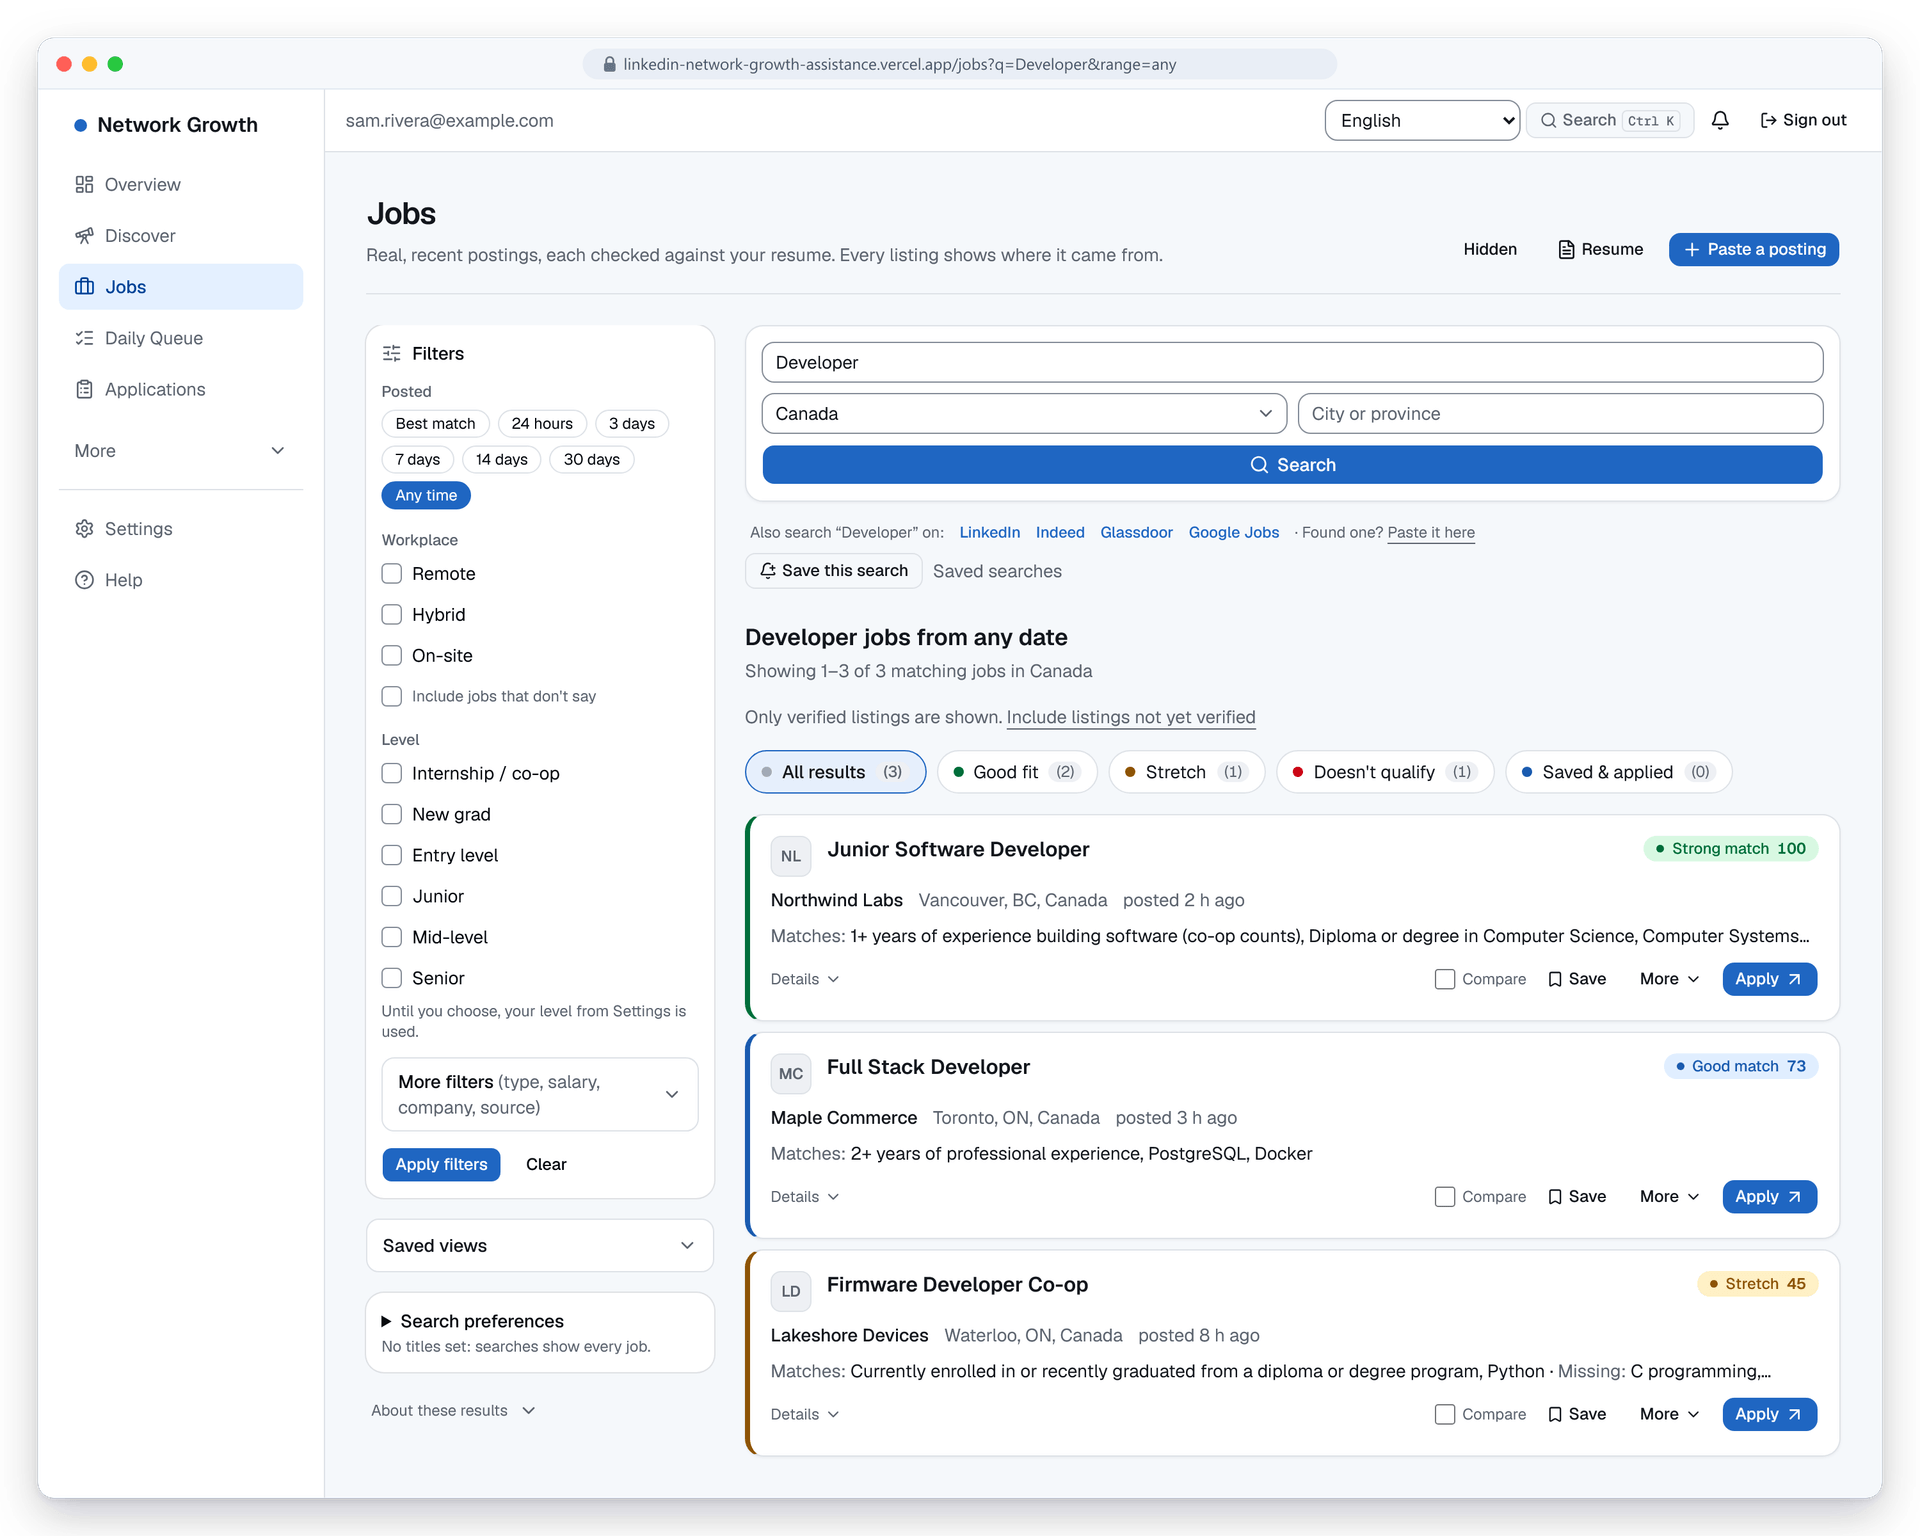 linkedin-network-growth-assistance.vercel.app/jobs?q=Developer&range=any
Network Growth
Overview
Discover
Jobs
Daily Queue
Applications
More
Settings
Help
sam.rivera@example.com
English
Search Ctrl K
Sign out
Jobs
Real, recent postings, each checked against your resume. Every listing shows where it came from.
Hidden
Resume
Paste a posting
Filters
Posted
Best match 24 hours 3 days
7 days 14 days 30 days
Any time
Workplace
Remote
Hybrid
On-site
Include jobs that don't say
Level
Internship / co-op
New grad
Entry level
Junior
Mid-level
Senior
Until you choose, your level from Settings is
used.
More filters (type, salary,
company, source)
Apply filters Clear
Saved views
Search preferences
No titles set: searches show every job.
About these results
Developer
Canada
City or province
Search
Also search “Developer” on: LinkedIn Indeed Glassdoor Google Jobs · Found one? Paste it here
Save this search Saved searches
Developer jobs from any date
Showing 1–3 of 3 matching jobs in Canada
Only verified listings are shown. Include listings not yet verified
All results (3) Good fit (2) Stretch (1) Doesn't qualify (1) Saved & applied (0)
NL Junior Software Developer Strong match 100
Northwind Labs Vancouver, BC, Canada posted 2 h ago
Matches: 1+ years of experience building software (co-op counts), Diploma or degree in Computer Science, Computer Systems...
Details Compare Save More Apply
MC Full Stack Developer Good match 73
Maple Commerce Toronto, ON, Canada posted 3 h ago
Matches: 2+ years of professional experience, PostgreSQL, Docker
Details Compare Save More Apply
LD Firmware Developer Co-op Stretch 45
Lakeshore Devices Waterloo, ON, Canada posted 8 h ago
Matches: Currently enrolled in or recently graduated from a diploma or degree program, Python · Missing: C programming,...
Details Compare Save More Apply